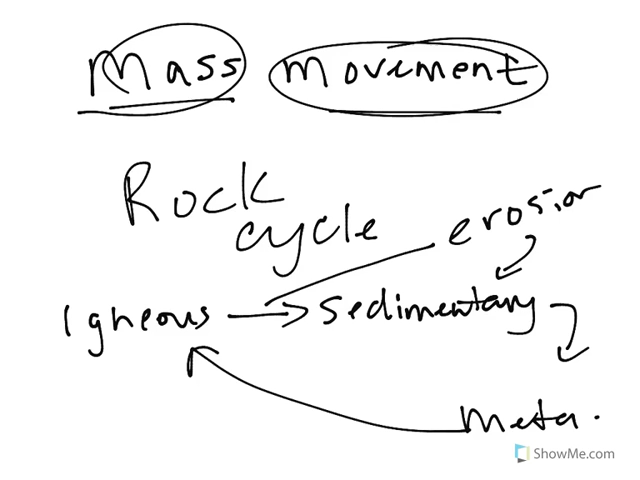 Mass movement
Rock
cycle
erosion
Igneous → sedimentary
meta.
ShowMe.com